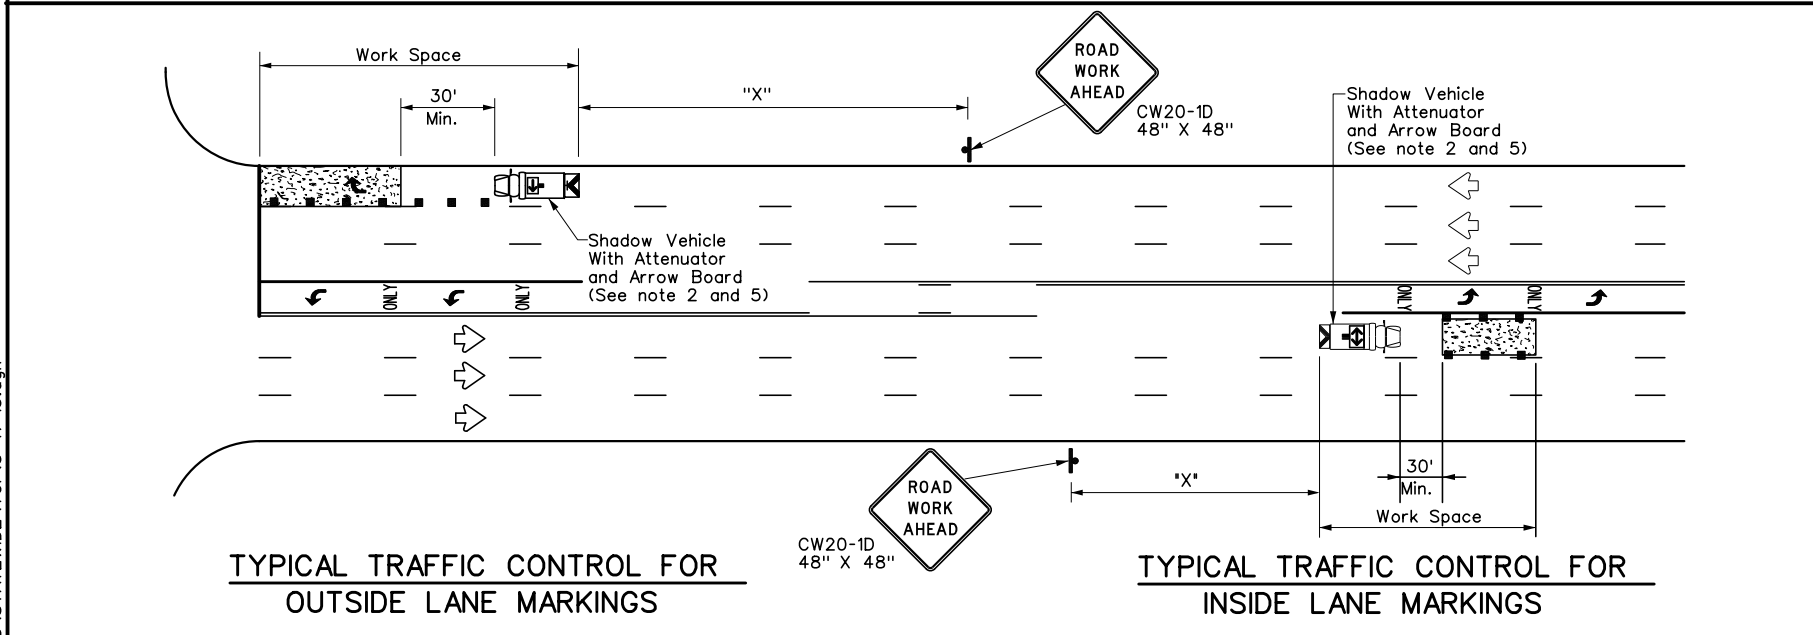 Work Space
30'
Min.
"X"
ROAD
WORK
AHEAD
CW20-1D
48" X 48"
Shadow Vehicle
With Attenuator
and Arrow Board
(See note 2 and 5)
Shadow Vehicle
With Attenuator
and Arrow Board
(See note 2 and 5)
ONLY
ONLY
ONLY
ONLY
ROAD
WORK
AHEAD
CW20-1D
48" X 48"
"X"
30'
Min.
Work Space
TYPICAL TRAFFIC CONTROL FOR
OUTSIDE LANE MARKINGS
TYPICAL TRAFFIC CONTROL FOR
INSIDE LANE MARKINGS